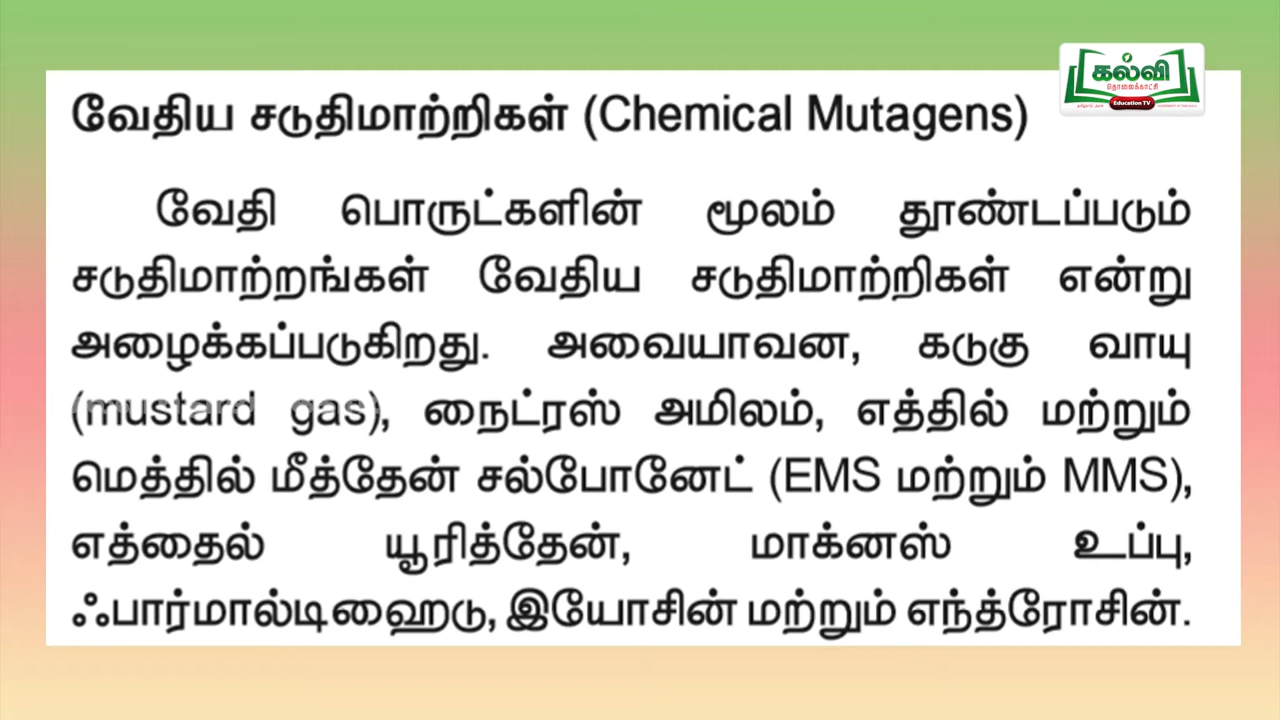 கல்வி
தொலைக்காட்சி
Education TV
வேதிய சடுதிமாற்றிகள் (Chemical Mutagens)
வேதி பொருட்களின் மூலம் தூண்டப்படும்
சடுதிமாற்றங்கள் வேதிய சடுதிமாற்றிகள் என்று
அழைக்கப்படுகிறது. அவையாவன, கடுகு வாயு
(mustard gas), நைட்ரஸ் அமிலம், எத்தில் மற்றும்
மெத்தில் மீத்தேன் சல்போனேட் (EMS மற்றும் MMS),
எத்தைல் யூரித்தேன், மாக்னஸ் உப்பு,
ஃபார்மால்டிஹைடு, இயோசின் மற்றும் எந்த்ரோசின்.